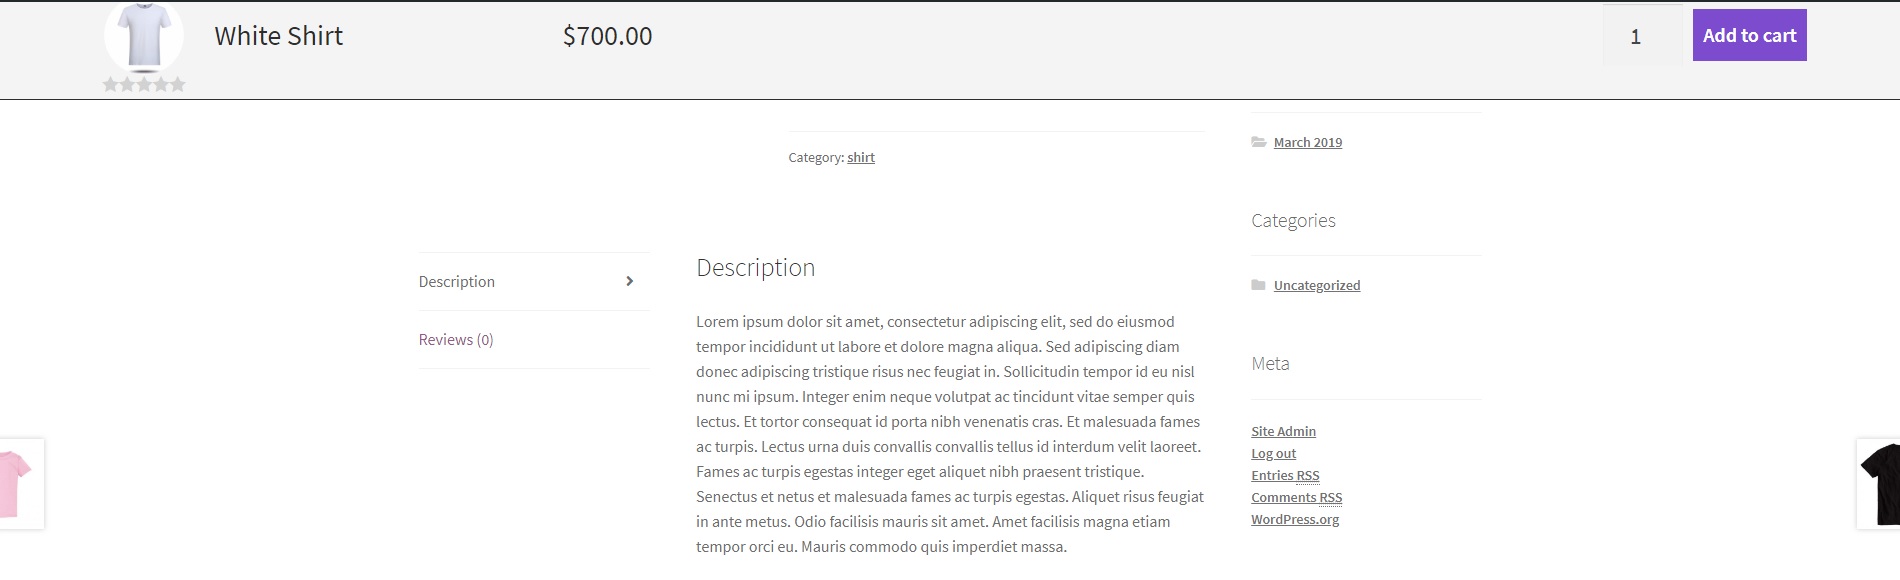 White Shirt
$700.00
1
Add to cart
Category: shirt
Description
Reviews (0)
Description
Lorem ipsum dolor sit amet, consectetur adipiscing elit, sed do eiusmod
tempor incididunt ut labore et dolore magna aliqua. Sed adipiscing diam
donec adipiscing tristique risus nec feugiat in. Sollicitudin tempor id eu nisl
nunc mi ipsum. Integer enim neque volutpat ac tincidunt vitae semper quis
lectus. Et tortor consequat id porta nibh venenatis cras. Et malesuada fames
ac turpis. Lectus urna duis convallis convallis tellus id interdum velit laoreet.
Fames ac turpis egestas integer eget aliquet nibh praesent tristique.
Senectus et netus et malesuada fames ac turpis egestas. Aliquet risus feugiat
in ante metus. Odio facilisis mauris sit amet. Amet facilisis magna etiam
tempor orci eu. Mauris commodo quis imperdiet massa.
March 2019
Categories
Uncategorized
Meta
Site Admin
Log out
Entries RSS
Comments RSS
WordPress.org